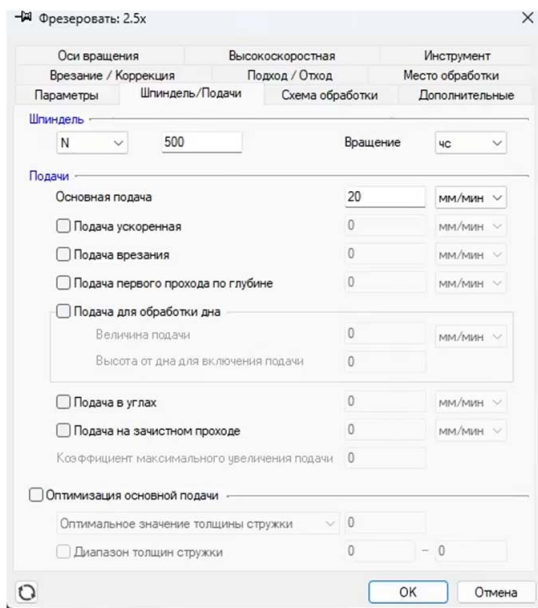 Фрезеровать: 2.5x
Оси вращения Высокоскоростная Инструмент
Врезание / Коррекция Подход / Отход Место обработки
Параметры Шпиндель/Подачи Схема обработки Дополнительные
Шпиндель
N 500 Вращение чс
Подачи
Основная подача 20 мм/мин
Подача ускоренная 0 мм/мин
Подача врезания 0 мм/мин
Подача первого прохода по глубине 0 мм/мин
Подача для обработки дна
Величина подачи 0 мм/мин
Высота от дна для включения подачи 0
Подача в углах 0 мм/мин
Подача на зачистном проходе 0 мм/мин
Коэффициент максимального увеличения подачи 0
Оптимизация основной подачи
Оптимальное значение толщины стружки 0
Диапазон толщин стружки 0 - 0
OK Отмена